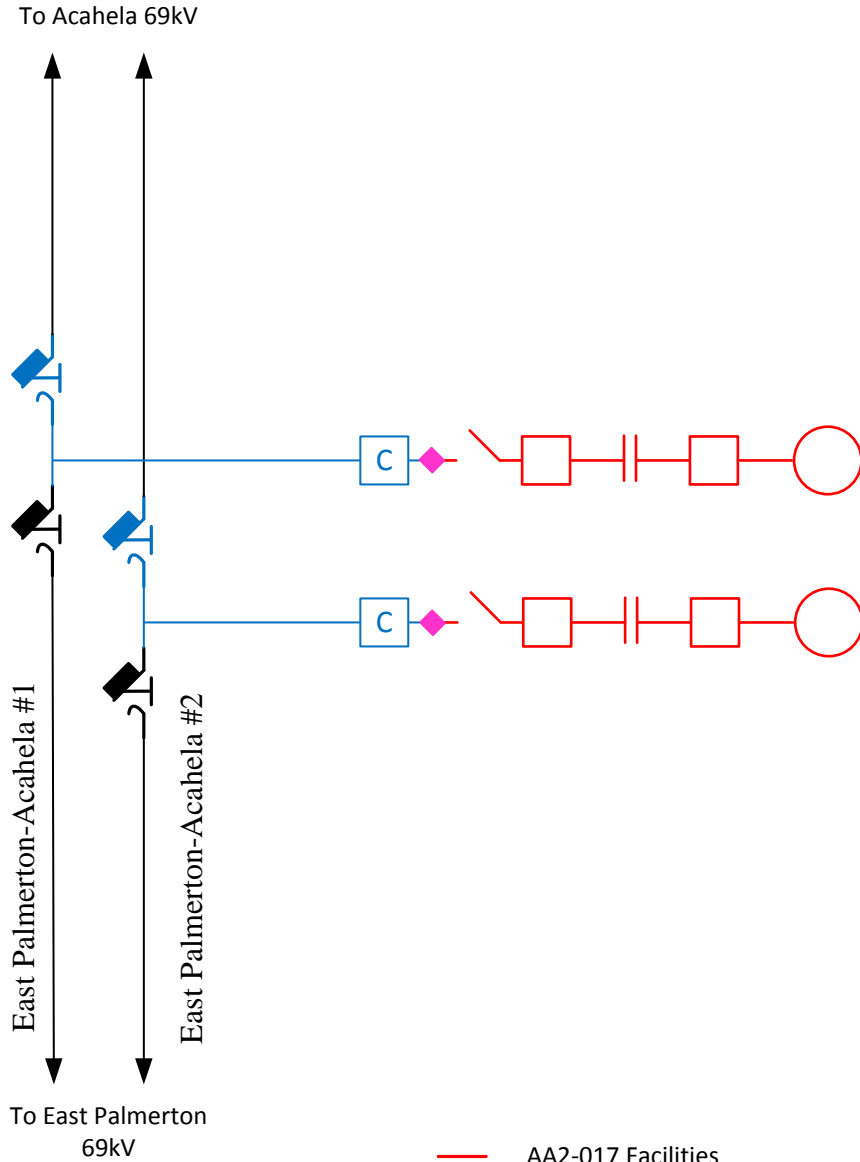 To Acahela 69kV
C
C
East Palmerton-Acahela #1
East Palmerton-Acahela #2
To East Palmerton
69kV
AA2-017 Facilities